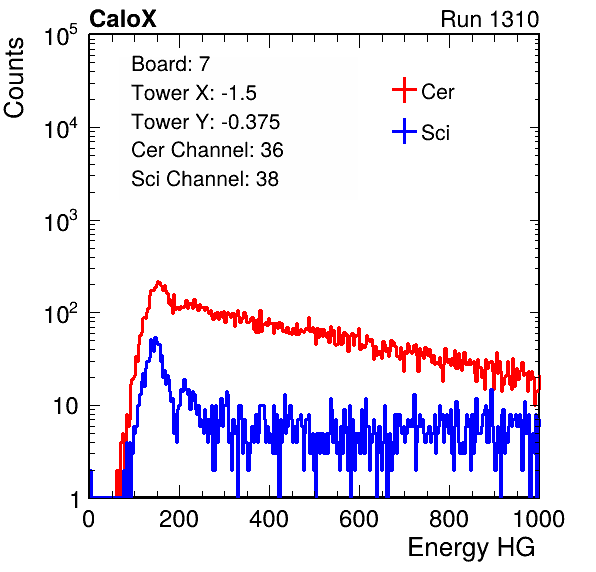 CaloX Run 1310
Counts
Board: 7
Tower X: -1.5
Tower Y: -0.375
Cer Channel: 36
Sci Channel: 38
Cer
Sci
10^5
10^4
10^3
10^2
10
1
0 200 400 600 800 1000
Energy HG